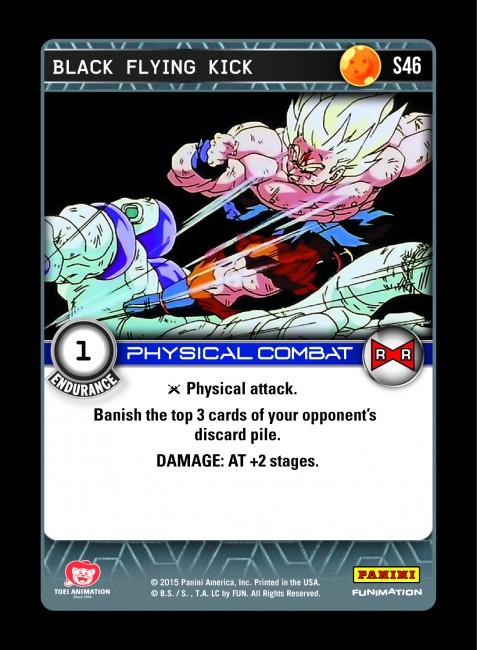 BLACK FLYING KICK
S46
1
ENDURANCE
PHYSICAL COMBAT
R R
Physical attack.
Banish the top 3 cards of your opponent's
discard pile.
DAMAGE: AT +2 stages.
TOEI ANIMATION
Since 1956
© 2015 Panini America, Inc. Printed in the USA.
© B.S. / S. , T.A. LC by FUN. All Rights Reserved.
PANINI
FUNIMATION